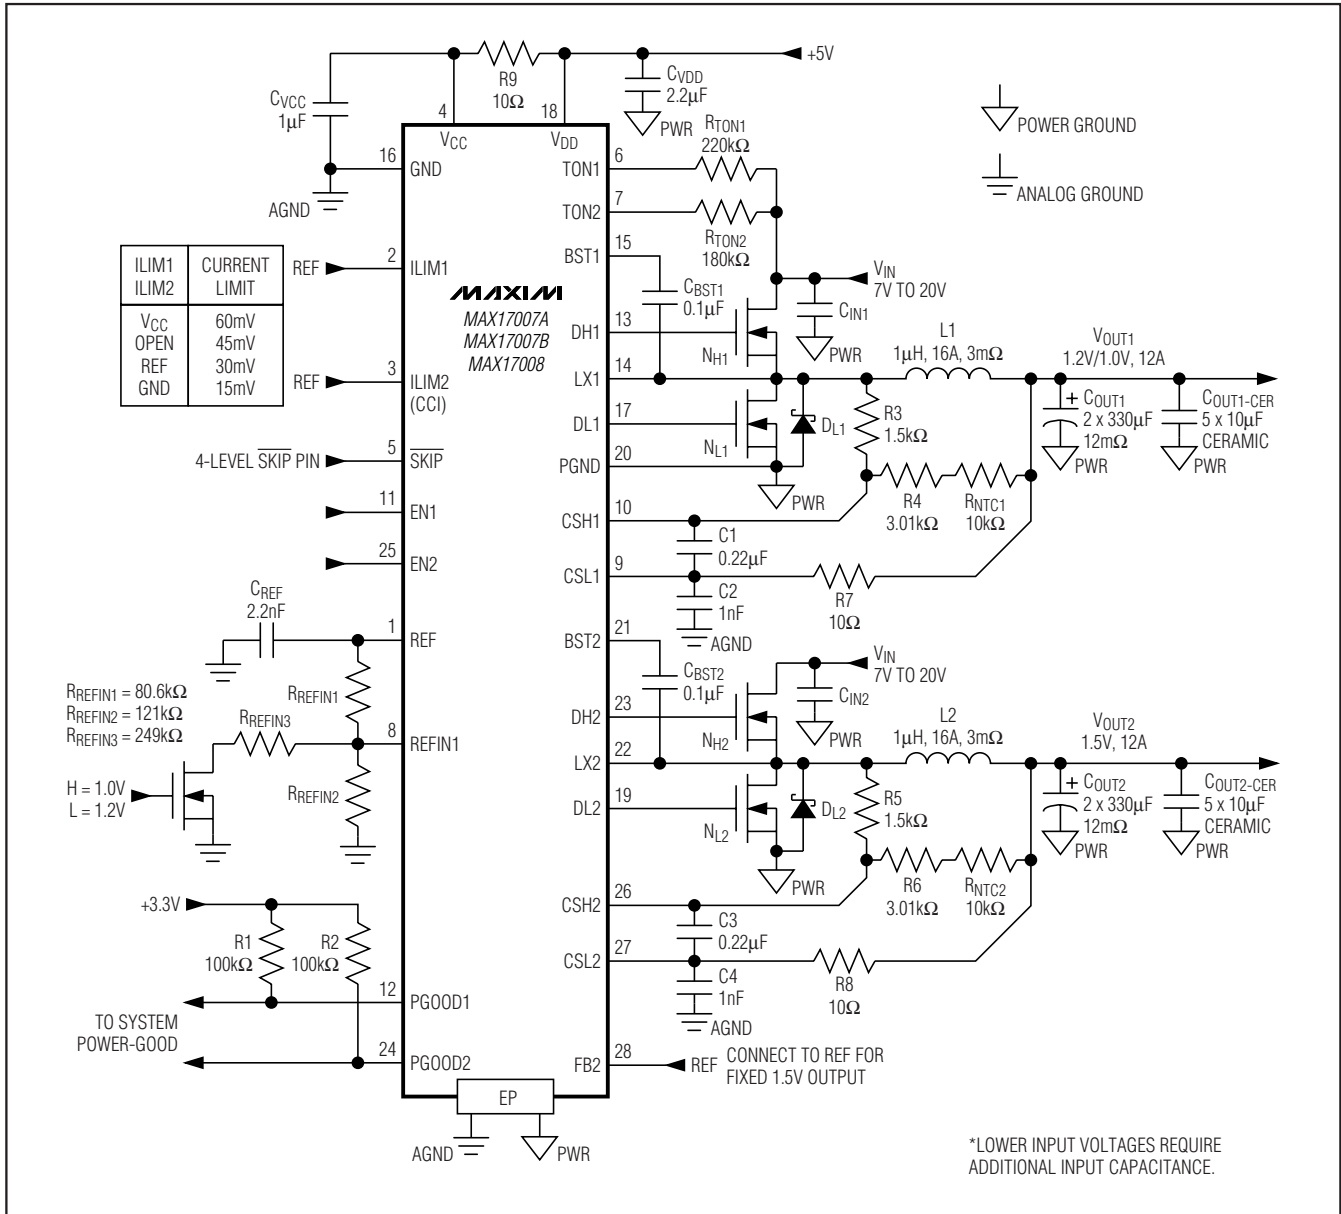 +5V
R9
10Ω
CVDD
2.2µF
PWR
CVCC
1µF
4
18
VCC
VDD
16
GND
AGND
POWER GROUND
ANALOG GROUND
RTON1
220kΩ
6
TON1
7
TON2
RTON2
180kΩ
15
BST1
CBST1
0.1µF
VIN
7V TO 20V
CIN1
PWR
ILIM1
ILIM2
CURRENT
LIMIT
VCC 60mV
OPEN 45mV
REF 30mV
GND 15mV
REF
2
ILIM1
MAXIM
MAX17007A
MAX17007B
MAX17008
REF
3
ILIM2
(CCI)
13
DH1
NH1
14
LX1
L1
1µH, 16A, 3mΩ
VOUT1
1.2V/1.0V, 12A
17
DL1
NL1
DL1
R3
1.5kΩ
+
COUT1
2 x 330µF
12mΩ
PWR
COUT1-CER
5 x 10µF
CERAMIC
PWR
20
PGND
PWR
R4
3.01kΩ
RNTC1
10kΩ
4-LEVEL SKIP PIN
5
SKIP
11
EN1
25
EN2
10
CSH1
C1
0.22µF
9
CSL1
C2
1nF
AGND
R7
10Ω
CREF
2.2nF
1
REF
RREFIN1
RREFIN1 = 80.6kΩ
RREFIN2 = 121kΩ
RREFIN3 = 249kΩ
RREFIN3
8
REFIN1
RREFIN2
H = 1.0V
L = 1.2V
21
BST2
CBST2
0.1µF
VIN
7V TO 20V
CIN2
PWR
23
DH2
NH2
22
LX2
L2
1µH, 16A, 3mΩ
VOUT2
1.5V, 12A
19
DL2
NL2
DL2
R5
1.5kΩ
+
COUT2
2 x 330µF
12mΩ
PWR
COUT2-CER
5 x 10µF
CERAMIC
PWR
PWR
R6
3.01kΩ
RNTC2
10kΩ
26
CSH2
C3
0.22µF
27
CSL2
C4
1nF
AGND
R8
10Ω
+3.3V
R1
100kΩ
R2
100kΩ
12
PGOOD1
TO SYSTEM
POWER-GOOD
24
PGOOD2
28
FB2
REF
CONNECT TO REF FOR
FIXED 1.5V OUTPUT
EP
AGND
PWR
*LOWER INPUT VOLTAGES REQUIRE
ADDITIONAL INPUT CAPACITANCE.